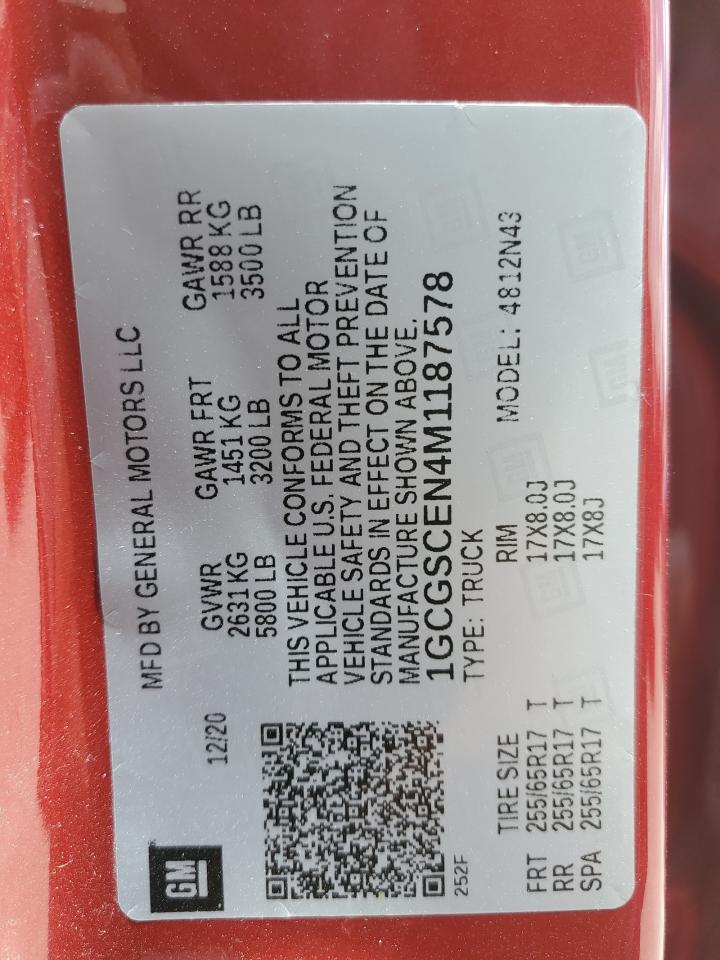 GM
MFD BY GENERAL MOTORS LLC
12/20
GVWR GAWR FRT GAWR RR
2631 KG 1451 KG 1588 KG
5800 LB 3200 LB 3500 LB
THIS VEHICLE CONFORMS TO ALL
APPLICABLE U.S. FEDERAL MOTOR
VEHICLE SAFETY AND THEFT PREVENTION
STANDARDS IN EFFECT ON THE DATE OF
MANUFACTURE SHOWN ABOVE.
1GCGSCEN4M1187578
252F TYPE: TRUCK
TIRE SIZE RIM MODEL: 4812N43
FRT 255/65R17 T 17X8.0J
RR 255/65R17 T 17X8.0J
SPA 255/65R17 T 17X8J